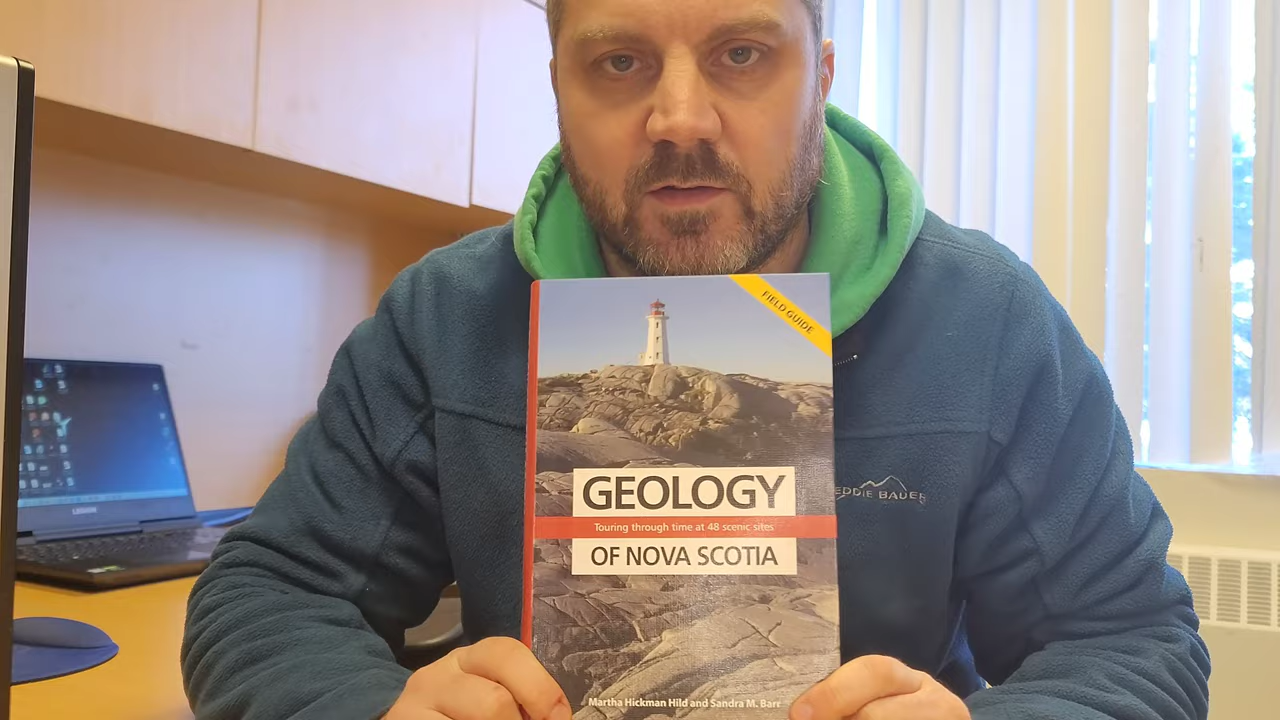 FIELD GUIDE
GEOLOGY
Touring through time at 48 scenic sites
OF NOVA SCOTIA
Martha Hickman Hild and Sandra M. Barr
EDDIE BAUER
LEGION